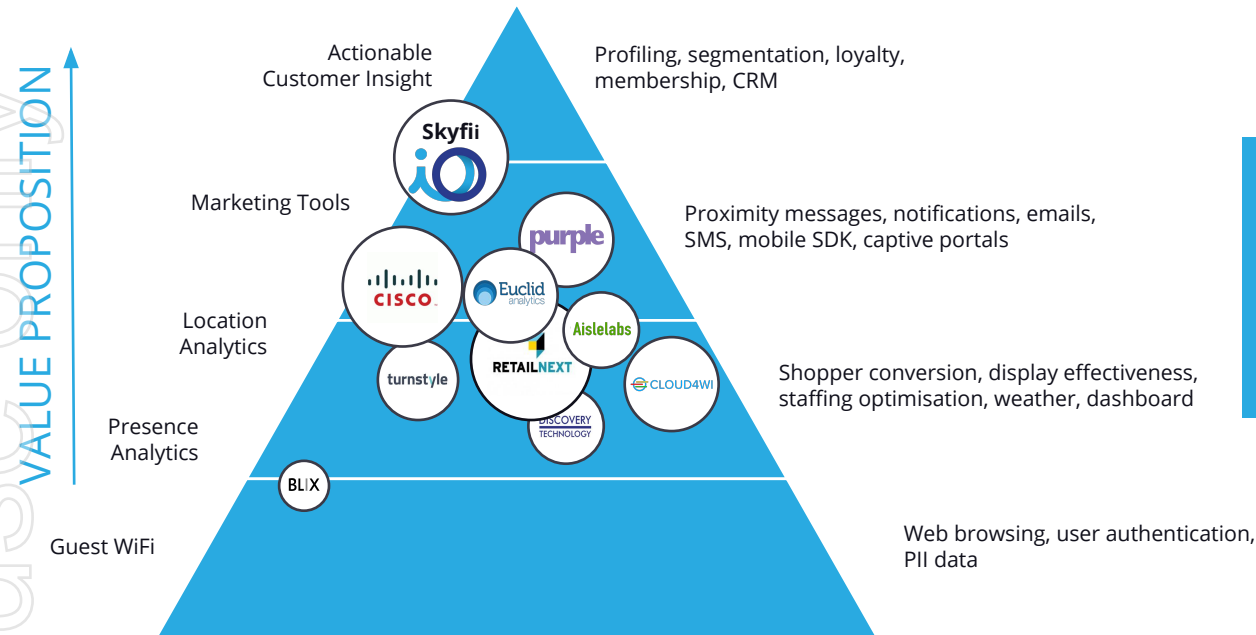 VALUE PROPOSITION
Actionable
Customer Insight
Profiling, segmentation, loyalty,
membership, CRM
Skyfii
iO
Marketing Tools
purple
Proximity messages, notifications, emails,
SMS, mobile SDK, captive portals
CISCO
Euclid
analytics
Location
Analytics
Aislelabs
RETAILNEXT
turnstyle
CLOUD4WI
Shopper conversion, display effectiveness,
staffing optimisation, weather, dashboard
DISCOVERY
TECHNOLOGY
Presence
Analytics
BLIX
Guest WiFi
Web browsing, user authentication,
PII data